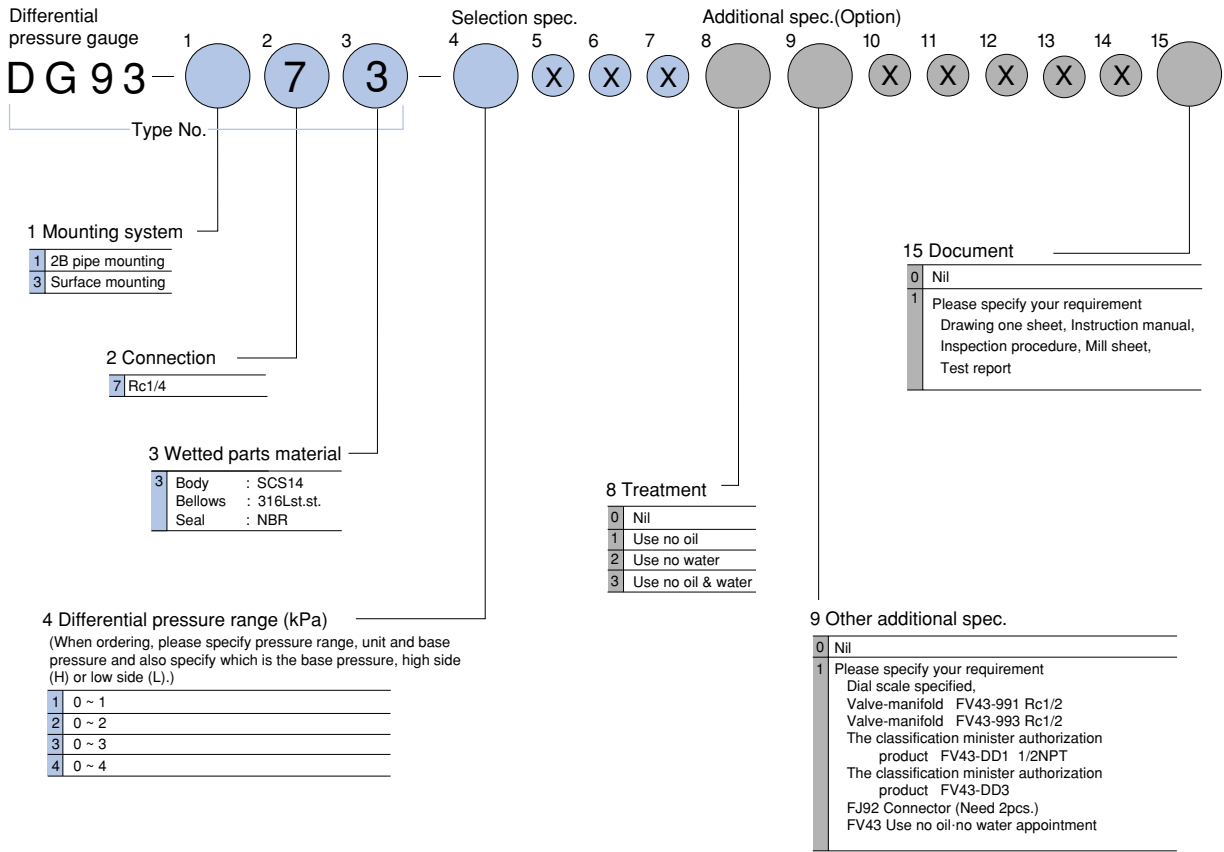 Differential
pressure gauge
Selection spec.
Additional spec.(Option)
1 2 3 4 5 6 7 8 9 10 11 12 13 14 15
DG93 - 7 3 - X X X X X X X X
Type No.
1 Mounting system
1 2B pipe mounting
3 Surface mounting
2 Connection
7 Rc1/4
3 Wetted parts material
3 Body : SCS14
Bellows : 316Lst.st.
Seal : NBR
4 Differential pressure range (kPa)
(When ordering, please specify pressure range, unit and base
pressure and also specify which is the base pressure, high side
(H) or low side (L).)
1 0 ~ 1
2 0 ~ 2
3 0 ~ 3
4 0 ~ 4
8 Treatment
0 Nil
1 Use no oil
2 Use no water
3 Use no oil & water
9 Other additional spec.
0 Nil
1 Please specify your requirement
Dial scale specified,
Valve-manifold FV43-991 Rc1/2
Valve-manifold FV43-993 Rc1/2
The classification minister authorization
product FV43-DD1 1/2NPT
The classification minister authorization
product FV43-DD3
FJ92 Connector (Need 2pcs.)
FV43 Use no oil·no water appointment
15 Document
0 Nil
1 Please specify your requirement
Drawing one sheet, Instruction manual,
Inspection procedure, Mill sheet,
Test report